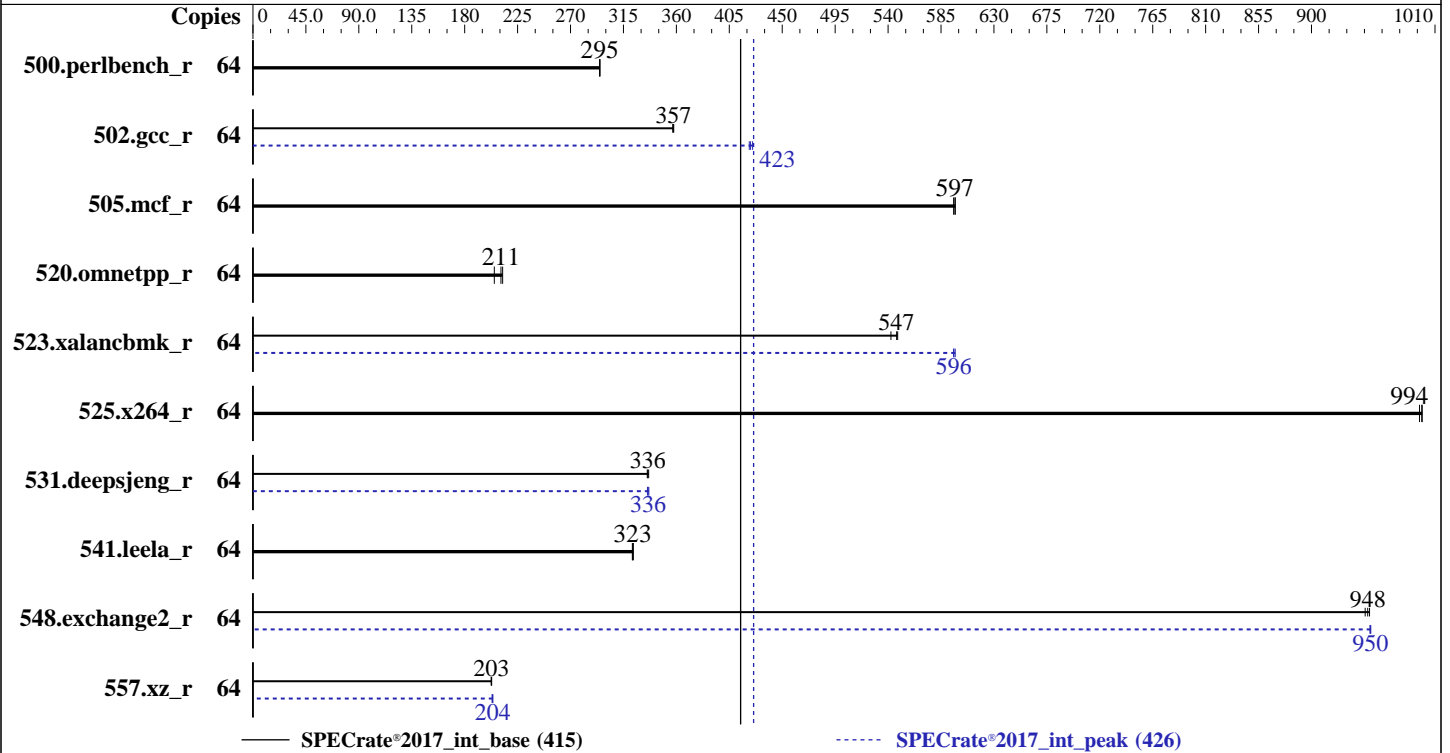 Copies 0 45.0 90.0 135 180 225 270 315 360 405 450 495 540 585 630 675 720 765 810 855 900 1010
295
500.perlbench_r 64
357
502.gcc_r 64
423
597
505.mcf_r 64
211
520.omnetpp_r 64
547
523.xalancbmk_r 64
596
994
525.x264_r 64
336
531.deepsjeng_r 64
336
323
541.leela_r 64
948
548.exchange2_r 64
950
203
557.xz_r 64
204
SPECrate®2017_int_base (415) SPECrate®2017_int_peak (426)